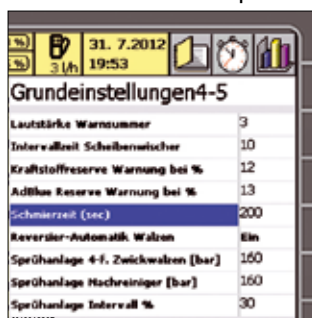 %] 31. 7.2012
%] 3 l/h 19:53
Grundeinstellungen4-5
Lautstärke Warnsummer 3
Intervallzeit Scheibenwischer 10
Kraftstoffreserve Warnung bei % 12
AdBlue Reserve Warnung bei % 13
Schmierzeit (sec) 200
Reversier-Automatik Walzen Ein
Sprühanlage 4-f. Zwickwalzen [bar] 160
Sprühanlage Nachreiniger [bar] 160
Sprühanlage Intervall % 30